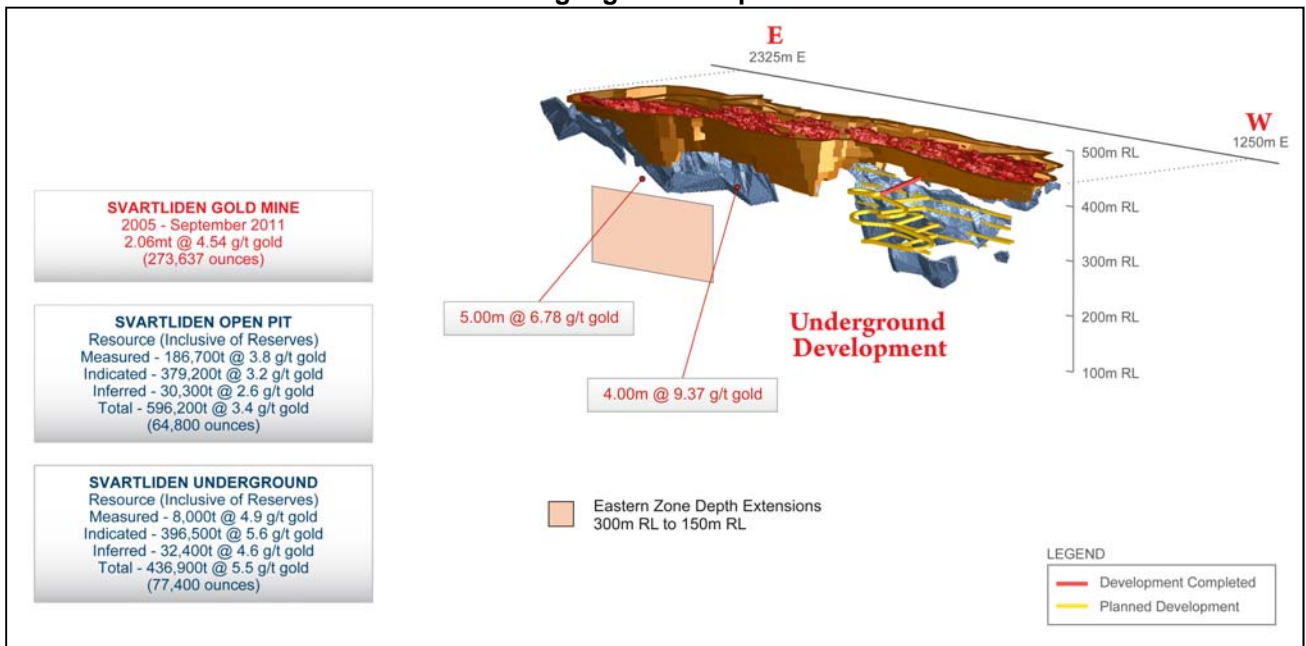 E
2325m E
W
1250m E
500m RL
400m RL
300m RL
200m RL
100m RL
SVARTLIDEN GOLD MINE
2005 - September 2011
2.06mt @ 4.54 g/t gold
(273,637 ounces)
SVARTLIDEN OPEN PIT
Resource (Inclusive of Reserves)
Measured - 186,700t @ 3.8 g/t gold
Indicated - 379,200t @ 3.2 g/t gold
Inferred - 30,300t @ 2.6 g/t gold
Total - 596,200t @ 3.4 g/t gold
(64,800 ounces)
SVARTLIDEN UNDERGROUND
Resource (Inclusive of Reserves)
Measured - 8,000t @ 4.9 g/t gold
Indicated - 396,500t @ 5.6 g/t gold
Inferred - 32,400t @ 4.6 g/t gold
Total - 436,900t @ 5.5 g/t gold
(77,400 ounces)
5.00m @ 6.78 g/t gold
4.00m @ 9.37 g/t gold
Underground
Development
Eastern Zone Depth Extensions
300m RL to 150m RL
LEGEND
Development Completed
Planned Development